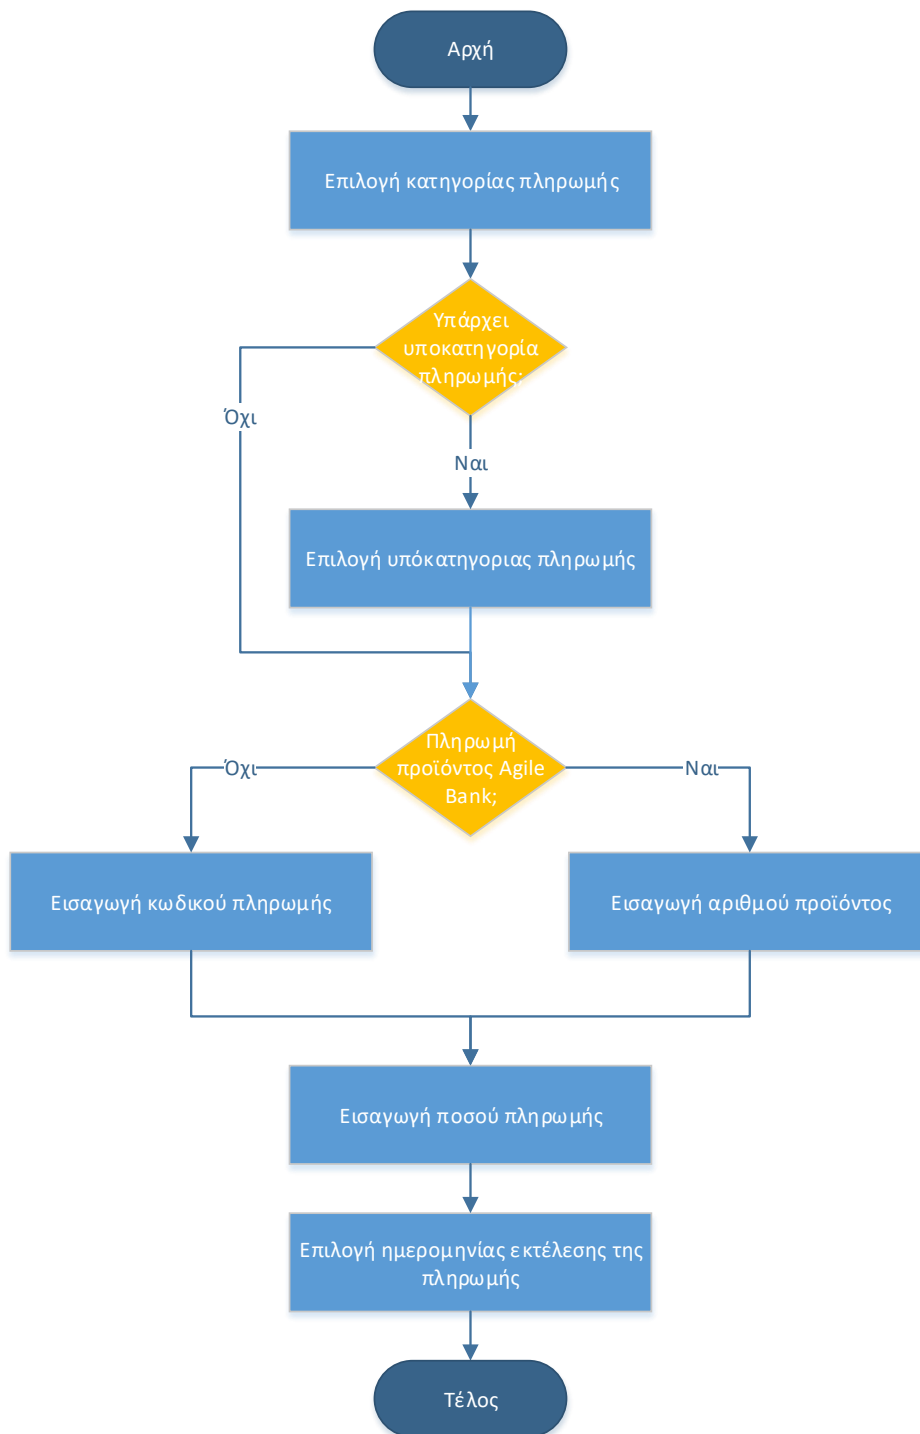 Αρχή
Επιλογή κατηγορίας πληρωμής
Υπάρχει
υποκατηγορία
πληρωμής;
Όχι
Ναι
Επιλογή υπόκατηγοριας πληρωμής
Πληρωμή
προϊόντος Agile
Bank;
Όχι
Ναι
Εισαγωγή κωδικού πληρωμής
Εισαγωγή αριθμού προϊόντος
Εισαγωγή ποσού πληρωμής
Επιλογή ημερομηνίας εκτέλεσης της
πληρωμής
Τέλος